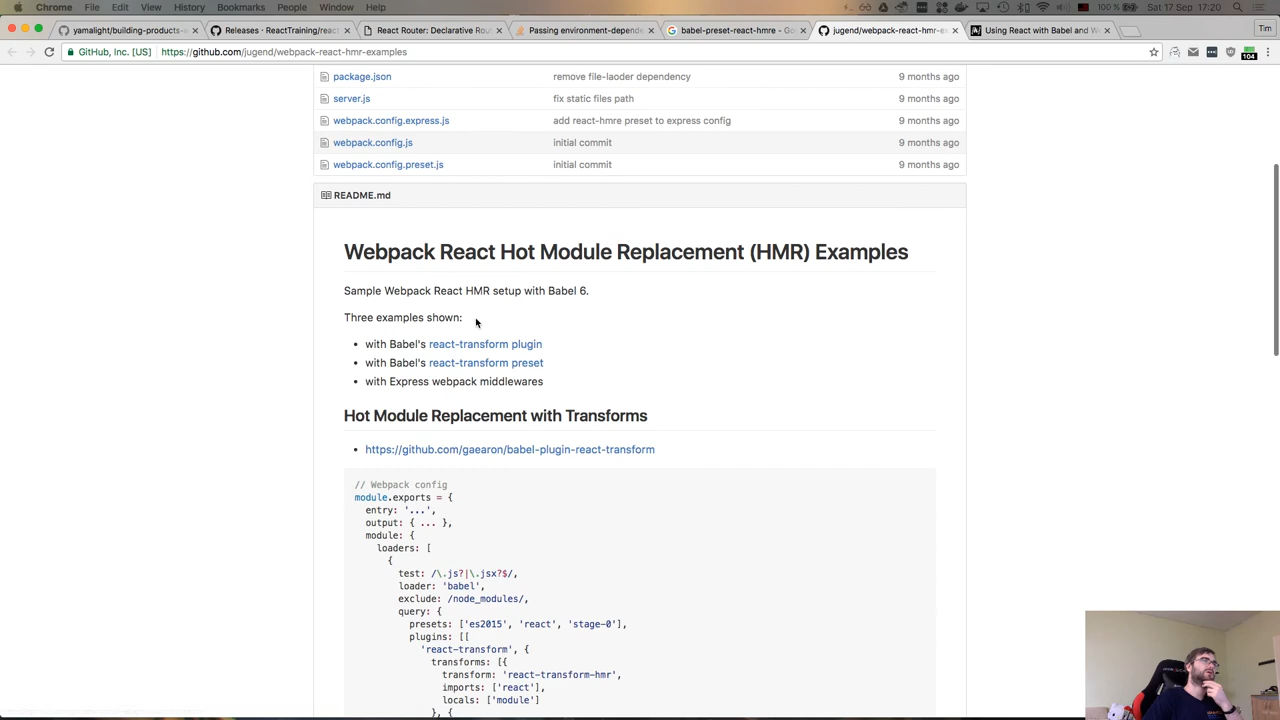 Chrome File Edit View History Bookmarks People Window Help 100 % Sat 17 Sep 17:20
yamalight/building-products- Releases · ReactTraining/reac React Router: Declarative Rou Passing environment-depende babel-preset-react-hmre - Go jugend/webpack-react-hmr-ex Using React with Babel and W Tim
GitHub, Inc. [US] https://github.com/jugend/webpack-react-hmr-examples 104
package.json remove file-laoder dependency 9 months ago
server.js fix static files path 9 months ago
webpack.config.express.js add react-hmre preset to express config 9 months ago
webpack.config.js initial commit 9 months ago
webpack.config.preset.js initial commit 9 months ago
README.md
Webpack React Hot Module Replacement (HMR) Examples
Sample Webpack React HMR setup with Babel 6.
Three examples shown:
• with Babel's react-transform plugin
• with Babel's react-transform preset
• with Express webpack middlewares
Hot Module Replacement with Transforms
• https://github.com/gaearon/babel-plugin-react-transform
// Webpack config
module.exports = {
entry: '...',
output: { ... },
module: {
loaders: [
{
test: /\.js?|\.jsx?$/,
loader: 'babel',
exclude: /node_modules/,
query: {
presets: ['es2015', 'react', 'stage-0'],
plugins: [[
'react-transform', {
transforms: [{
transform: 'react-transform-hmr',
imports: ['react'],
locals: ['module']
}, {